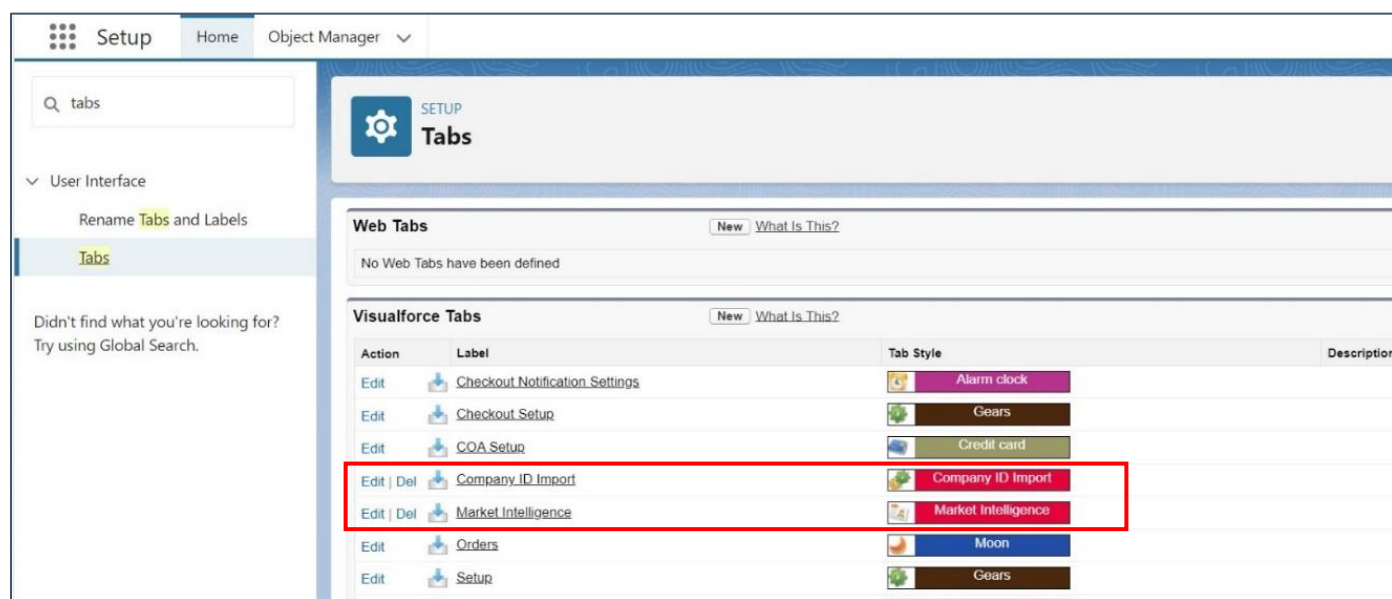 Setup Home Object Manager
tabs
User Interface
Rename Tabs and Labels
Tabs
Didn't find what you're looking for?
Try using Global Search.
SETUP
Tabs
Web Tabs New What Is This?
No Web Tabs have been defined
Visualforce Tabs New What Is This?
Action Label Tab Style Description
Edit Checkout Notification Settings Alarm clock
Edit Checkout Setup Gears
Edit COA Setup Credit card
Edit | Del Company ID Import Company ID Import
Edit | Del Market Intelligence Market Intelligence
Edit Orders Moon
Edit Setup Gears